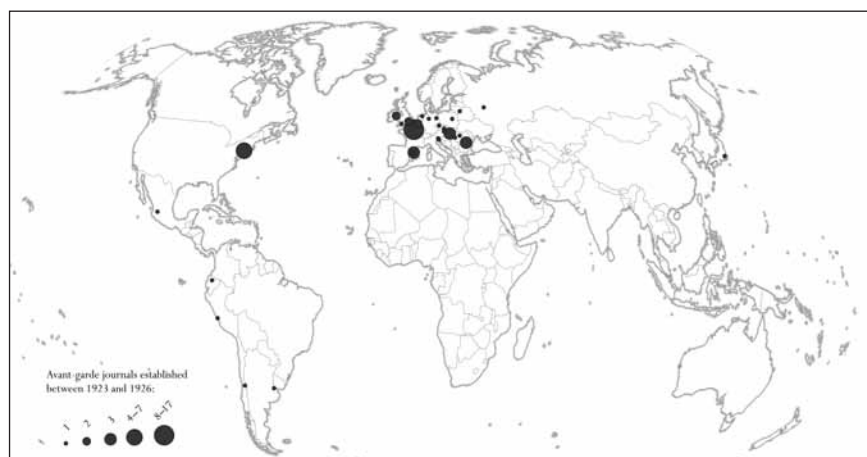 Avant-garde journals established
between 1923 and 1926:
1 2 3 4–7 8–17